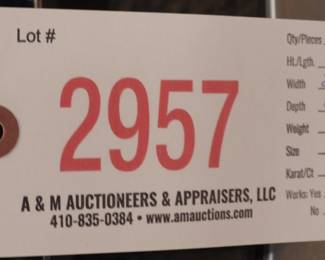 Lot #
2957
A & M AUCTIONEERS & APPRAISERS, LLC
410-835-0384 • www.amauctions.com
Qty/Pieces
Ht./Lgth.
Width
Depth
Weight
Size
Karat/Ct
Works: Yes
No